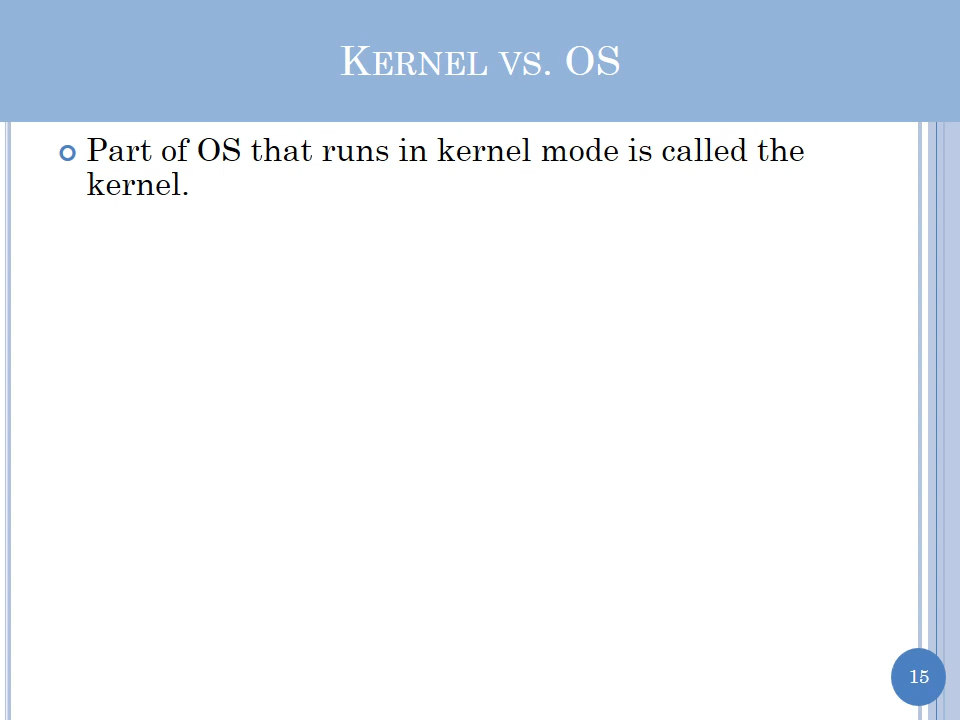 KERNEL VS. OS
Part of OS that runs in kernel mode is called the
kernel.
15